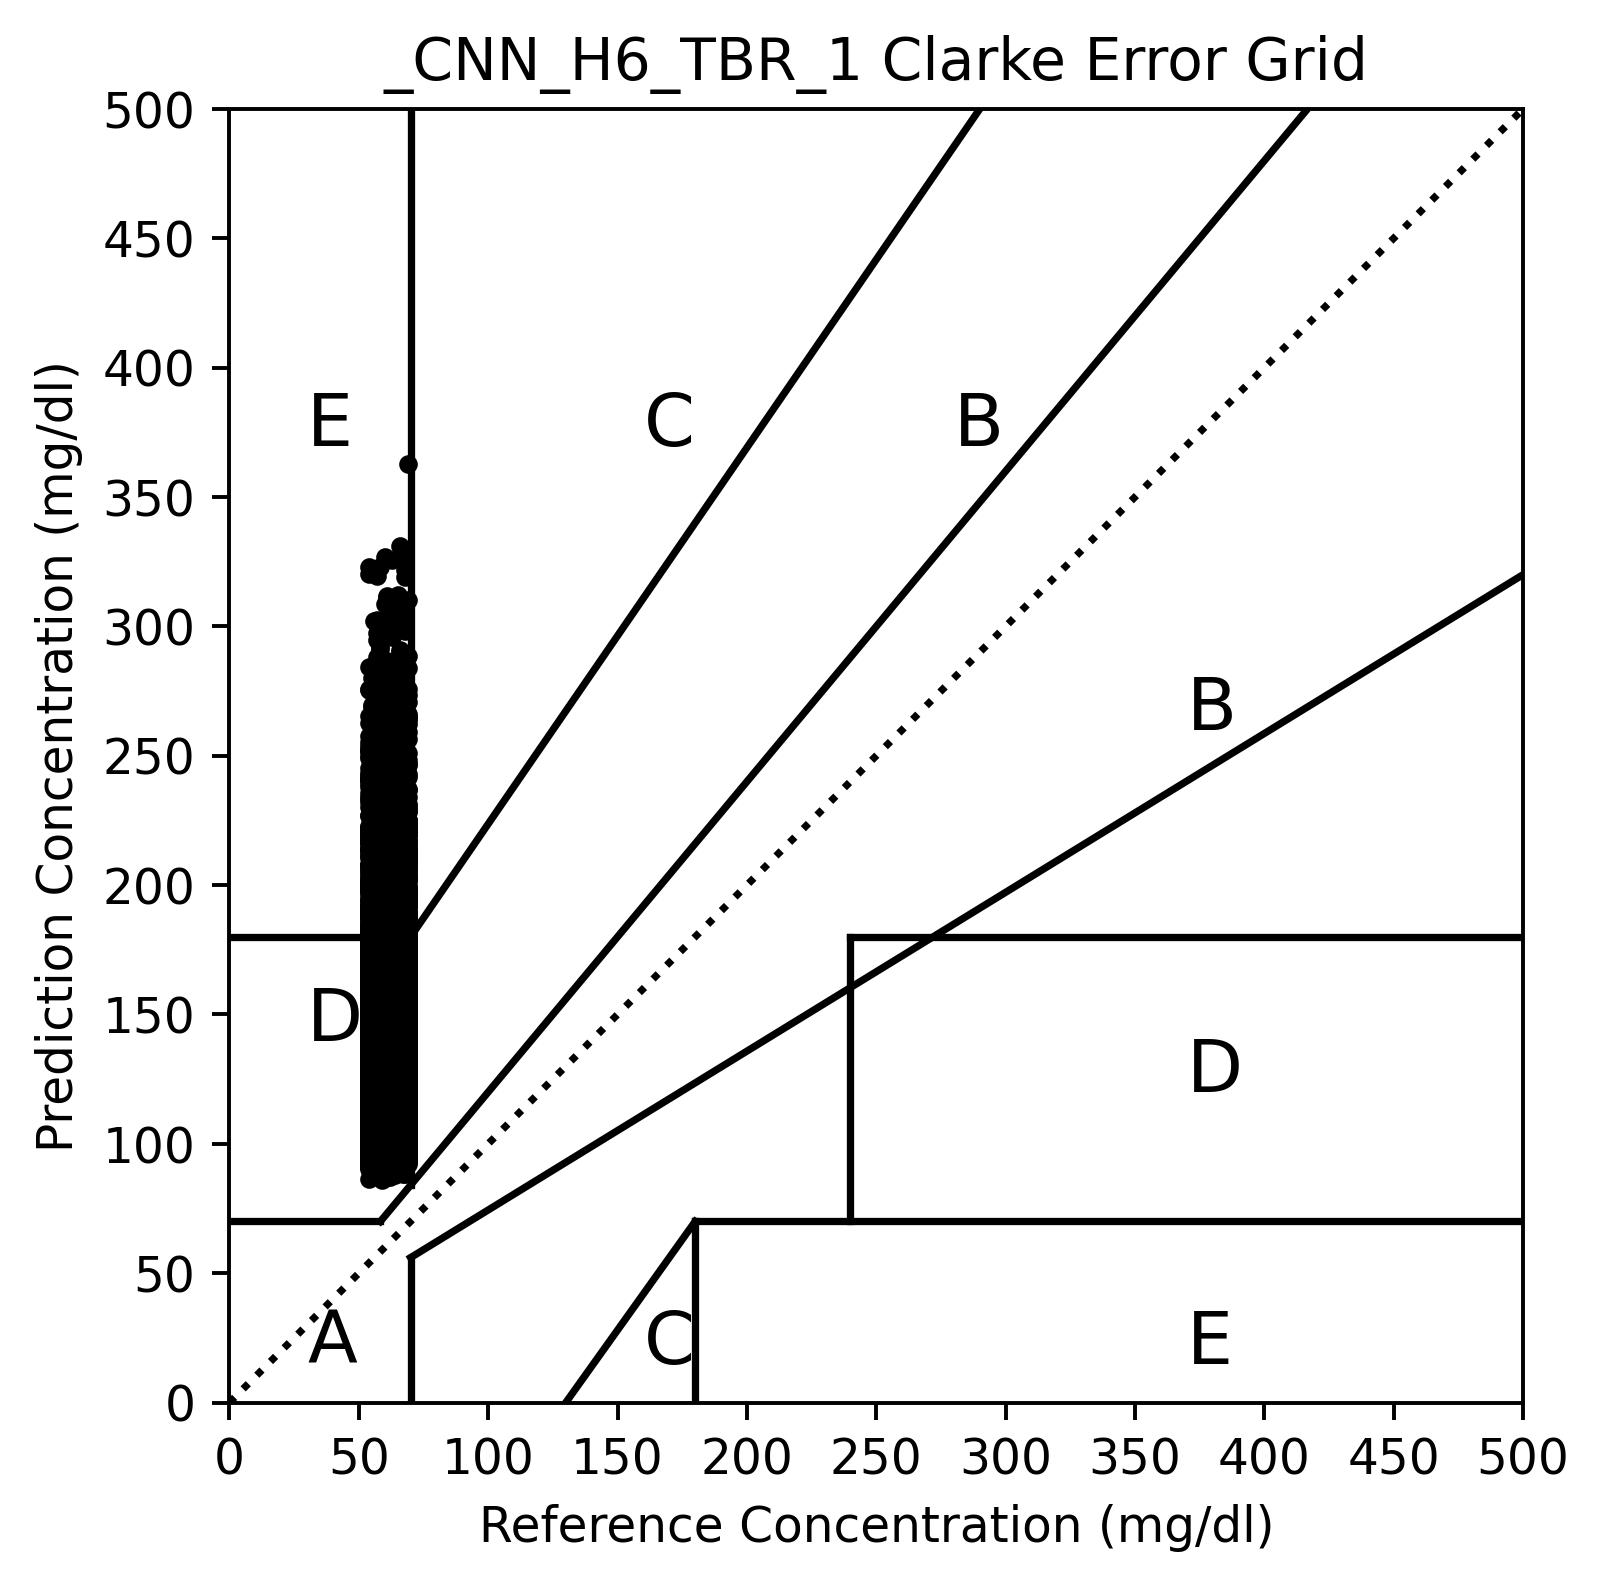 _CNN_H6_TBR_1 Clarke Error Grid
500
450
400
350
300
250
200
150
100
50
0
Prediction Concentration (mg/dl)
E
C
B
B
D
D
A
C
E
0 50 100 150 200 250 300 350 400 450 500
Reference Concentration (mg/dl)